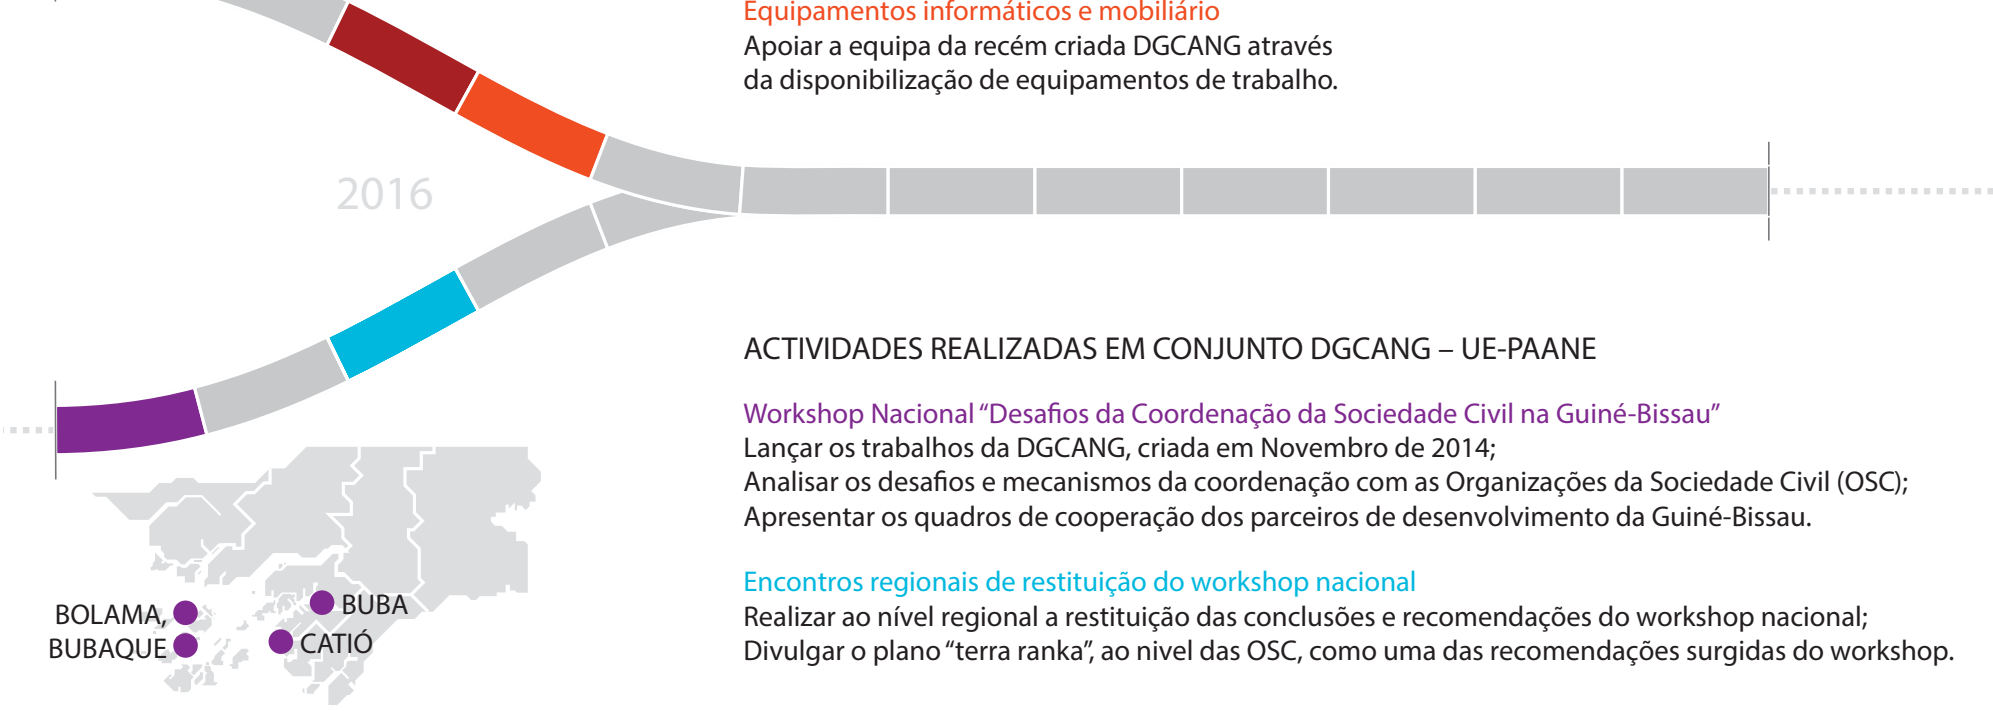 Equipamentos informáticos e mobiliário
Apoiar a equipa da recém criada DGCANG através
da disponibilização de equipamentos de trabalho.
2016
ACTIVIDADES REALIZADAS EM CONJUNTO DGCANG – UE-PAANE
Workshop Nacional “Desafios da Coordenação da Sociedade Civil na Guiné-Bissau”
Lançar os trabalhos da DGCANG, criada em Novembro de 2014;
Analisar os desafios e mecanismos da coordenação com as Organizações da Sociedade Civil (OSC);
Apresentar os quadros de cooperação dos parceiros de desenvolvimento da Guiné-Bissau.
Encontros regionais de restituição do workshop nacional
Realizar ao nível regional a restituição das conclusões e recomendações do workshop nacional;
Divulgar o plano “terra ranka”, ao nivel das OSC, como uma das recomendações surgidas do workshop.
BOLAMA,
BUBAQUE
BUBA
CATIÓ